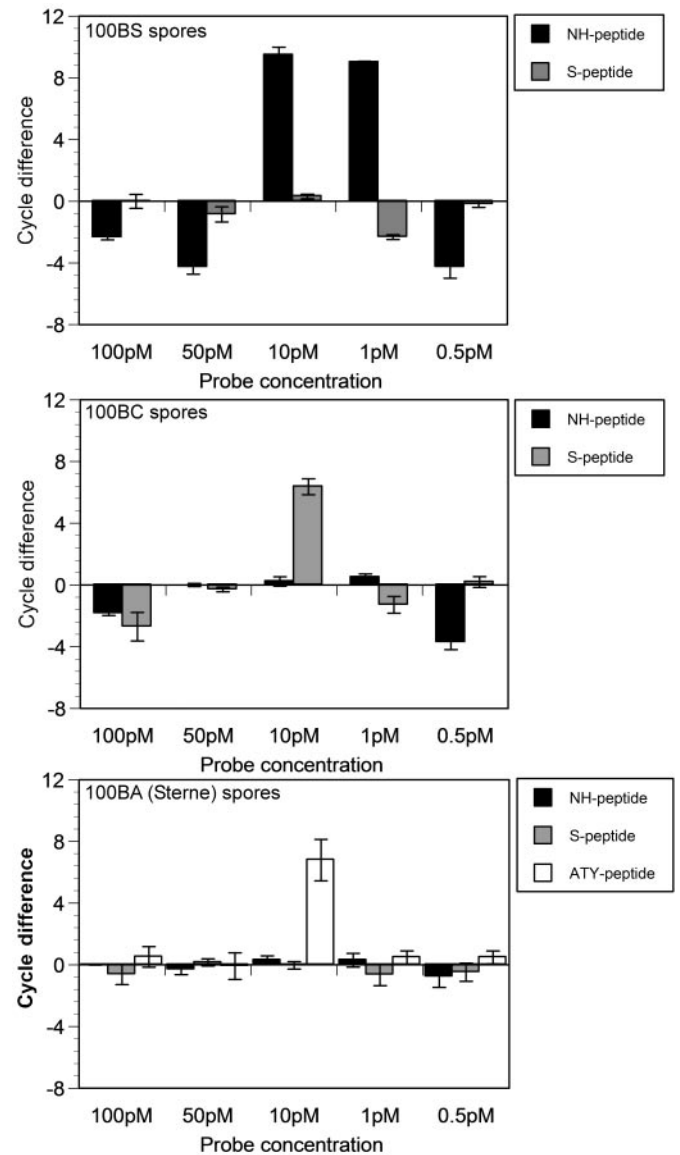 100BS spores
NH-peptide
S-peptide
Cycle difference
12
8
4
0
-4
-8
100pM 50pM 10pM 1pM 0.5pM
Probe concentration
100BC spores
NH-peptide
S-peptide
Cycle difference
12
8
4
0
-4
-8
100pM 50pM 10pM 1pM 0.5pM
Probe concentration
100BA (Sterne) spores
NH-peptide
S-peptide
ATY-peptide
Cycle difference
12
8
4
0
-4
-8
100pM 50pM 10pM 1pM 0.5pM
Probe concentration